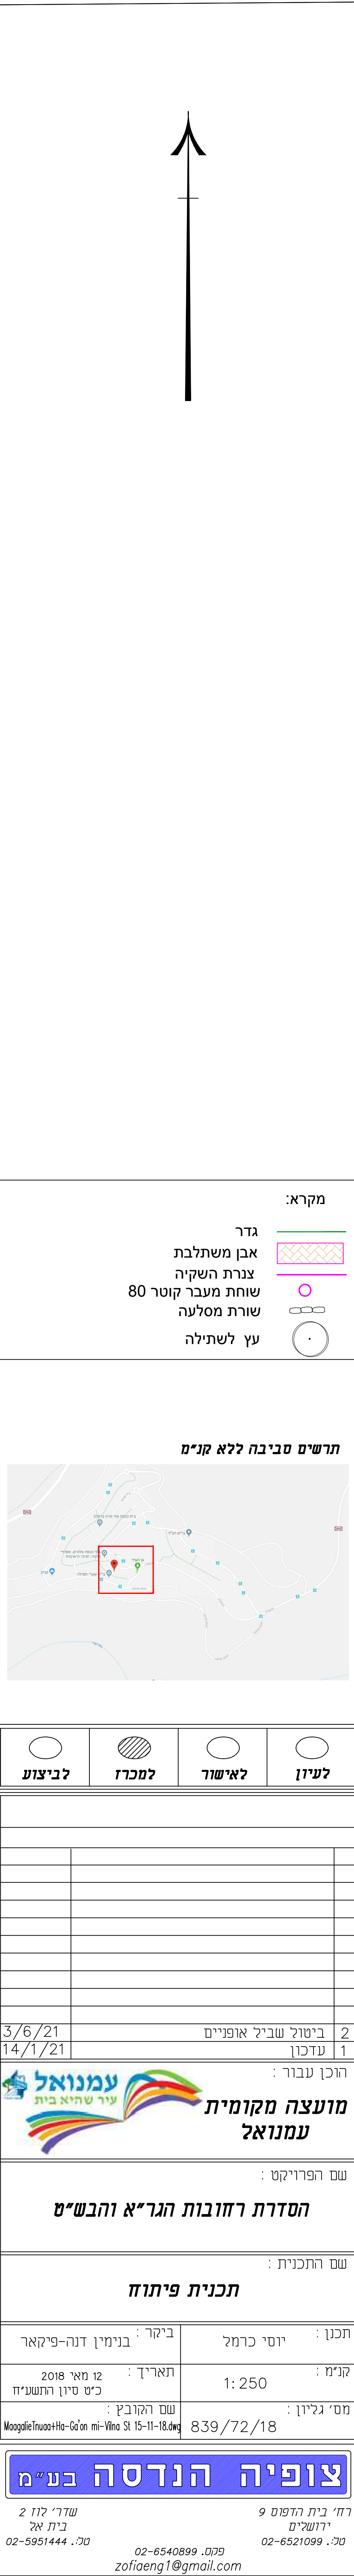 מקרא:
גדר
אבן משתלבת
צנרת השקיה
שוחת מעבר קוטר 80
שורת מסלעה
עץ לשתילה
תרשים סביבה ללא קנ״מ
לעיון
לאישור
למכרז
לביצוע
2 ביטול שביל אופניים 3/6/21
1 עדכון 14/1/21
הוכן עבור :
מועצה מקומית
עמנואל
עמנואל
עיר שהיא בית
שם הפרויקט :
הסדרת רחובות הגר״א והבש״ט
שם התכנית :
תכנית פיתוח
תכנן : יוסי כרמל
ביקר : בנימין דנה-פיקאר
קנ״מ : 1:250
תאריך : 12 מאי 2018
כ״ט סיון התשע״ח
מס׳ גליון : 839/72/18
שם הקובץ :
MaagalieTnuaa+Ha-Ga'on mi-Vilna St 15-11-18.dwg
צופיה הנדסה בע״מ
רח׳ בית הדפוס 9
ירושלים
טל׳. 02-6521099
שדר׳ לוז 2
בית אל
טל׳. 02-5951444
פקס. 02-6540899
zofiaeng1@gmail.com